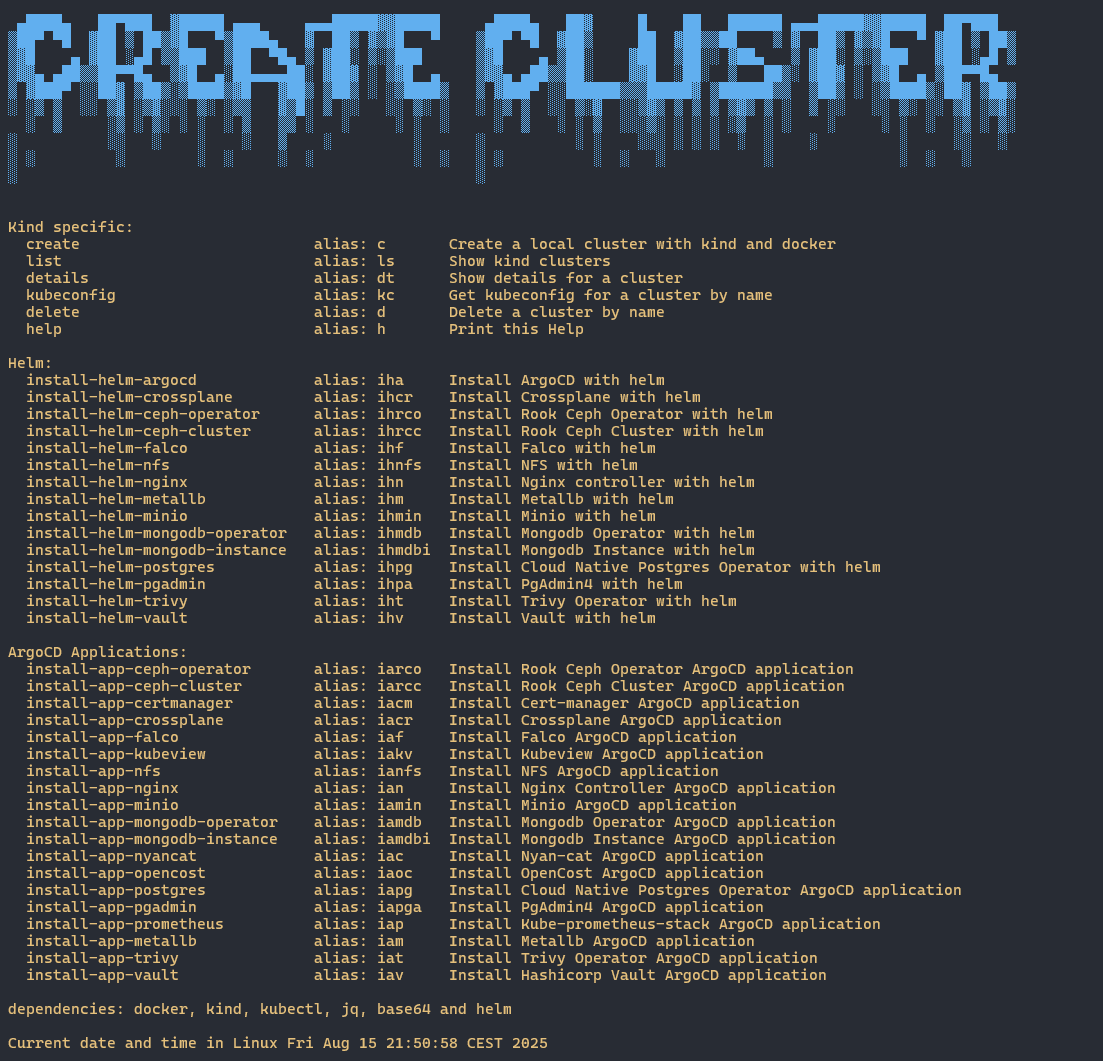 CREATE CLUSTER
Kind specific:
create alias: c Create a local cluster with kind and docker
list alias: ls Show kind clusters
details alias: dt Show details for a cluster
kubeconfig alias: kc Get kubeconfig for a cluster by name
delete alias: d Delete a cluster by name
help alias: h Print this Help
Helm:
install-helm-argocd alias: iha Install ArgoCD with helm
install-helm-crossplane alias: ihcr Install Crossplane with helm
install-helm-ceph-operator alias: ihrco Install Rook Ceph Operator with helm
install-helm-ceph-cluster alias: ihrcc Install Rook Ceph Cluster with helm
install-helm-falco alias: ihf Install Falco with helm
install-helm-nfs alias: ihnfs Install NFS with helm
install-helm-nginx alias: ihn Install Nginx controller with helm
install-helm-metallb alias: ihm Install Metallb with helm
install-helm-minio alias: ihmin Install Minio with helm
install-helm-mongodb-operator alias: ihmdb Install Mongodb Operator with helm
install-helm-mongodb-instance alias: ihmdbi Install Mongodb Instance with helm
install-helm-postgres alias: ihpg Install Cloud Native Postgres Operator with helm
install-helm-pgadmin alias: ihpa Install PgAdmin4 with helm
install-helm-trivy alias: iht Install Trivy Operator with helm
install-helm-vault alias: ihv Install Vault with helm
ArgoCD Applications:
install-app-ceph-operator alias: iarco Install Rook Ceph Operator ArgoCD application
install-app-ceph-cluster alias: iarcc Install Rook Ceph Cluster ArgoCD application
install-app-certmanager alias: iacm Install Cert-manager ArgoCD application
install-app-crossplane alias: iacr Install Crossplane ArgoCD application
install-app-falco alias: iaf Install Falco ArgoCD application
install-app-kubeview alias: iakv Install Kubeview ArgoCD application
install-app-nfs alias: ianfs Install NFS ArgoCD application
install-app-nginx alias: ian Install Nginx Controller ArgoCD application
install-app-minio alias: iamin Install Minio ArgoCD application
install-app-mongodb-operator alias: iamdb Install Mongodb Operator ArgoCD application
install-app-mongodb-instance alias: iamdbi Install Mongodb Instance ArgoCD application
install-app-nyancat alias: iac Install Nyan-cat ArgoCD application
install-app-opencost alias: iaoc Install OpenCost ArgoCD application
install-app-postgres alias: iapg Install Cloud Native Postgres Operator ArgoCD application
install-app-pgadmin alias: iapga Install PgAdmin4 ArgoCD application
install-app-prometheus alias: iap Install Kube-prometheus-stack ArgoCD application
install-app-metallb alias: iam Install Metallb ArgoCD application
install-app-trivy alias: iat Install Trivy Operator ArgoCD application
install-app-vault alias: iav Install Hashicorp Vault ArgoCD application
dependencies: docker, kind, kubectl, jq, base64 and helm
Current date and time in Linux Fri Aug 15 21:50:58 CEST 2025